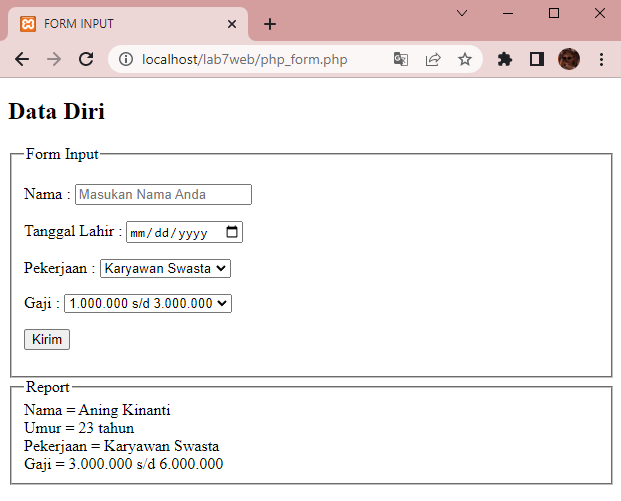 FORM INPUT
localhost/lab7web/php_form.php
Data Diri
Form Input
Nama : Masukan Nama Anda
Tanggal Lahir : mm/dd/yyyy
Pekerjaan : Karyawan Swasta
Gaji : 1.000.000 s/d 3.000.000
Kirim
Report
Nama = Aning Kinanti
Umur = 23 tahun
Pekerjaan = Karyawan Swasta
Gaji = 3.000.000 s/d 6.000.000